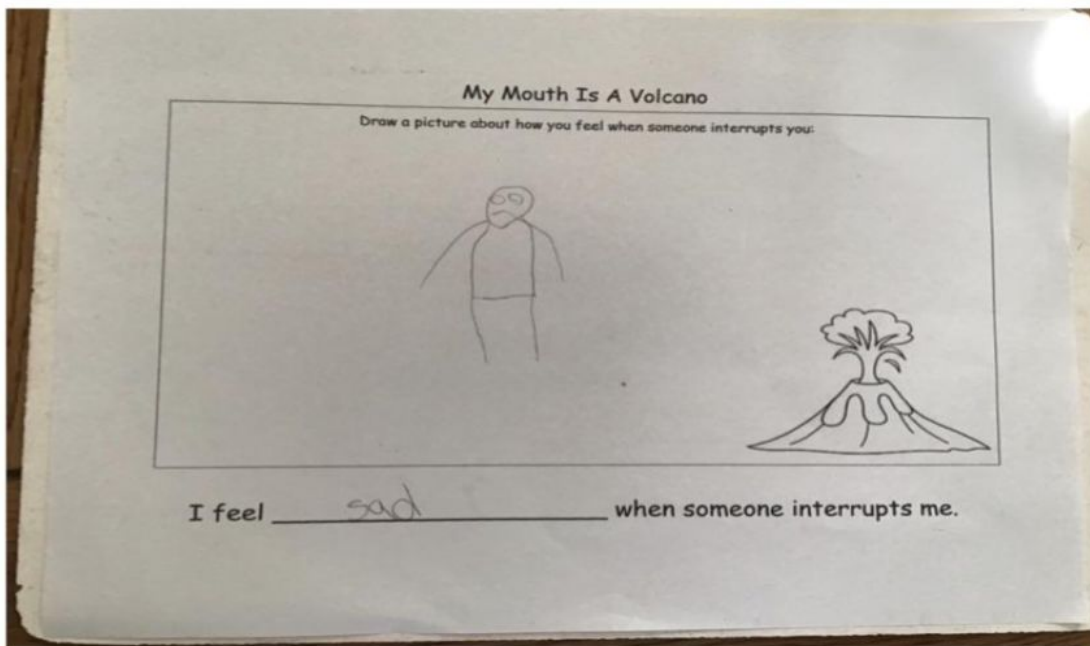 My Mouth Is A Volcano
Draw a picture about how you feel when someone interrupts you:
I feel sad when someone interrupts me.